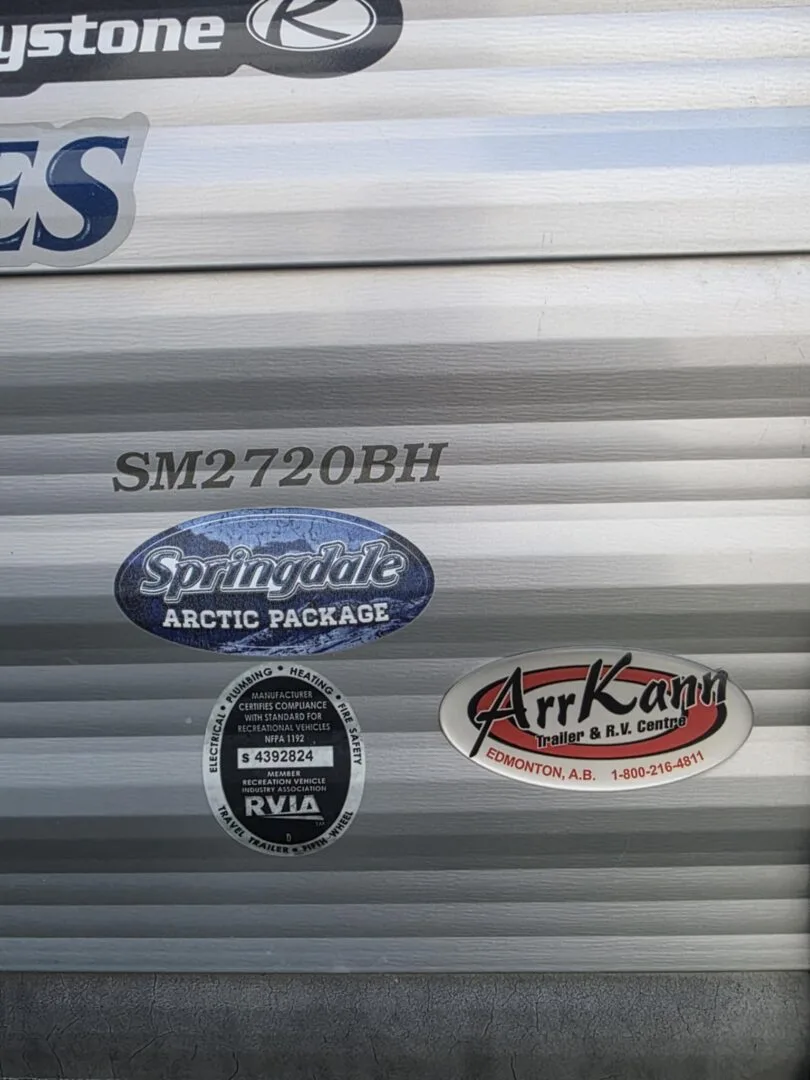 ystone
K
ES
SM2720BH
Springdale
ARCTIC PACKAGE
ELECTRICAL • PLUMBING • HEATING • FIRE SAFETY
MANUFACTURER
CERTIFIES COMPLIANCE
WITH STANDARD FOR
RECREATIONAL VEHICLES
NFPA 1192
S 4392824
MEMBER
RECREATION VEHICLE
INDUSTRY ASSOCIATION
RVIA
TRAVEL TRAILER • FIFTH-WHEEL
ArrKann
Trailer & R.V. Centre
EDMONTON, A.B. 1-800-216-4811